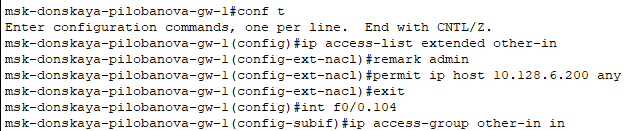 msk-donskaya-pilobanova-gw-1#conf t
Enter configuration commands, one per line.  End with CNTL/Z.
msk-donskaya-pilobanova-gw-1(config)#ip access-list extended other-in
msk-donskaya-pilobanova-gw-1(config-ext-nacl)#remark admin
msk-donskaya-pilobanova-gw-1(config-ext-nacl)#permit ip host 10.128.6.200 any
msk-donskaya-pilobanova-gw-1(config-ext-nacl)#exit
msk-donskaya-pilobanova-gw-1(config)#int f0/0.104
msk-donskaya-pilobanova-gw-1(config-subif)#ip access-group other-in in